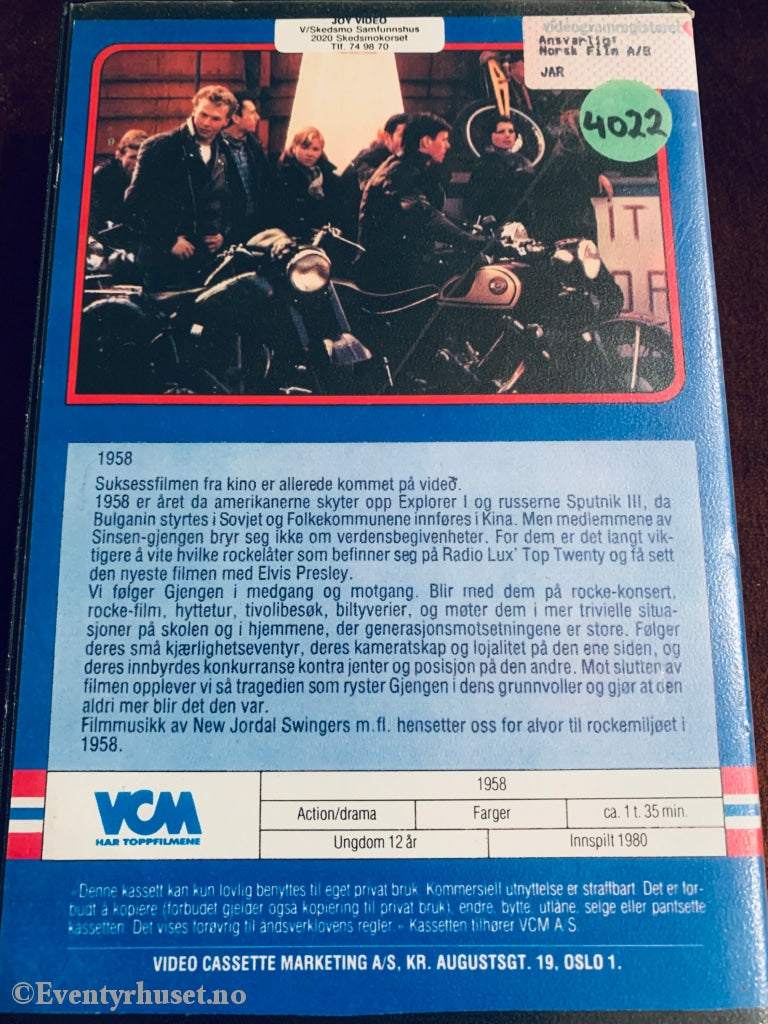 JOY VIDEO
V/Skedsmo Samfunnshus
2020 Skedsmokorset
Tlf. 74 98 70
videogramregisteret
Ansvarlig:
Norsk Film A/S
JAR
4022
IT
OR
1958
Suksessfilmen fra kino er allerede kommet på video.
1958 er året da amerikanerne skyter opp Explorer I og russerne Sputnik III, da
Bulganin styrtes i Sovjet og Folkekommunene innføres i Kina. Men medlemmene av
Sinsen-gjengen bryr seg ikke om verdensbegivenheter. For dem er det langt vik-
tigere å vite hvilke rockelåter som befinner seg på Radio Lux' Top Twenty og få sett
den nyeste filmen med Elvis Presley.
Vi følger Gjengen i medgang og motgang. Blir med dem på rocke-konsert,
rocke-film, hyttetur, tivolibesøk, biltyverier, og møter dem i mer trivielle situa-
sjoner på skolen og i hjemmene, der generasjonsmotsetningene er store. Følger
deres små kjærlighetseventyr, deres kameratskap og lojalitet på den ene siden, og
deres innbyrdes konkurranse kontra jenter og posisjon på den andre. Mot slutten av
filmen opplever vi så tragedien som ryster Gjengen i dens grunnvoller og gjør at den
aldri mer blir det den var.
Filmmusikk av New Jordal Swingers m.fl. hensetter oss for alvor til rockemiljøet i
1958.
VCM
HAR TOPPFILMENE
1958
Action/drama Farger ca. 1 t. 35 min.
Ungdom 12 år Innspilt 1980
- Denne kassett kan kun lovlig benyttes til eget privat bruk. Kommersiell utnyttelse er straffbart. Det er for-
budt å kopiere (forbudet gjelder også kopiering til privat bruk), endre, bytte, utlåne, selge eller pantsette
kassetten. Det vises forøvrig til åndsverklovens regler. - Kassetten tilhører VCM A.S.
VIDEO CASSETTE MARKETING A/S, KR. AUGUSTSGT. 19, OSLO 1.
©Eventyrhuset.no